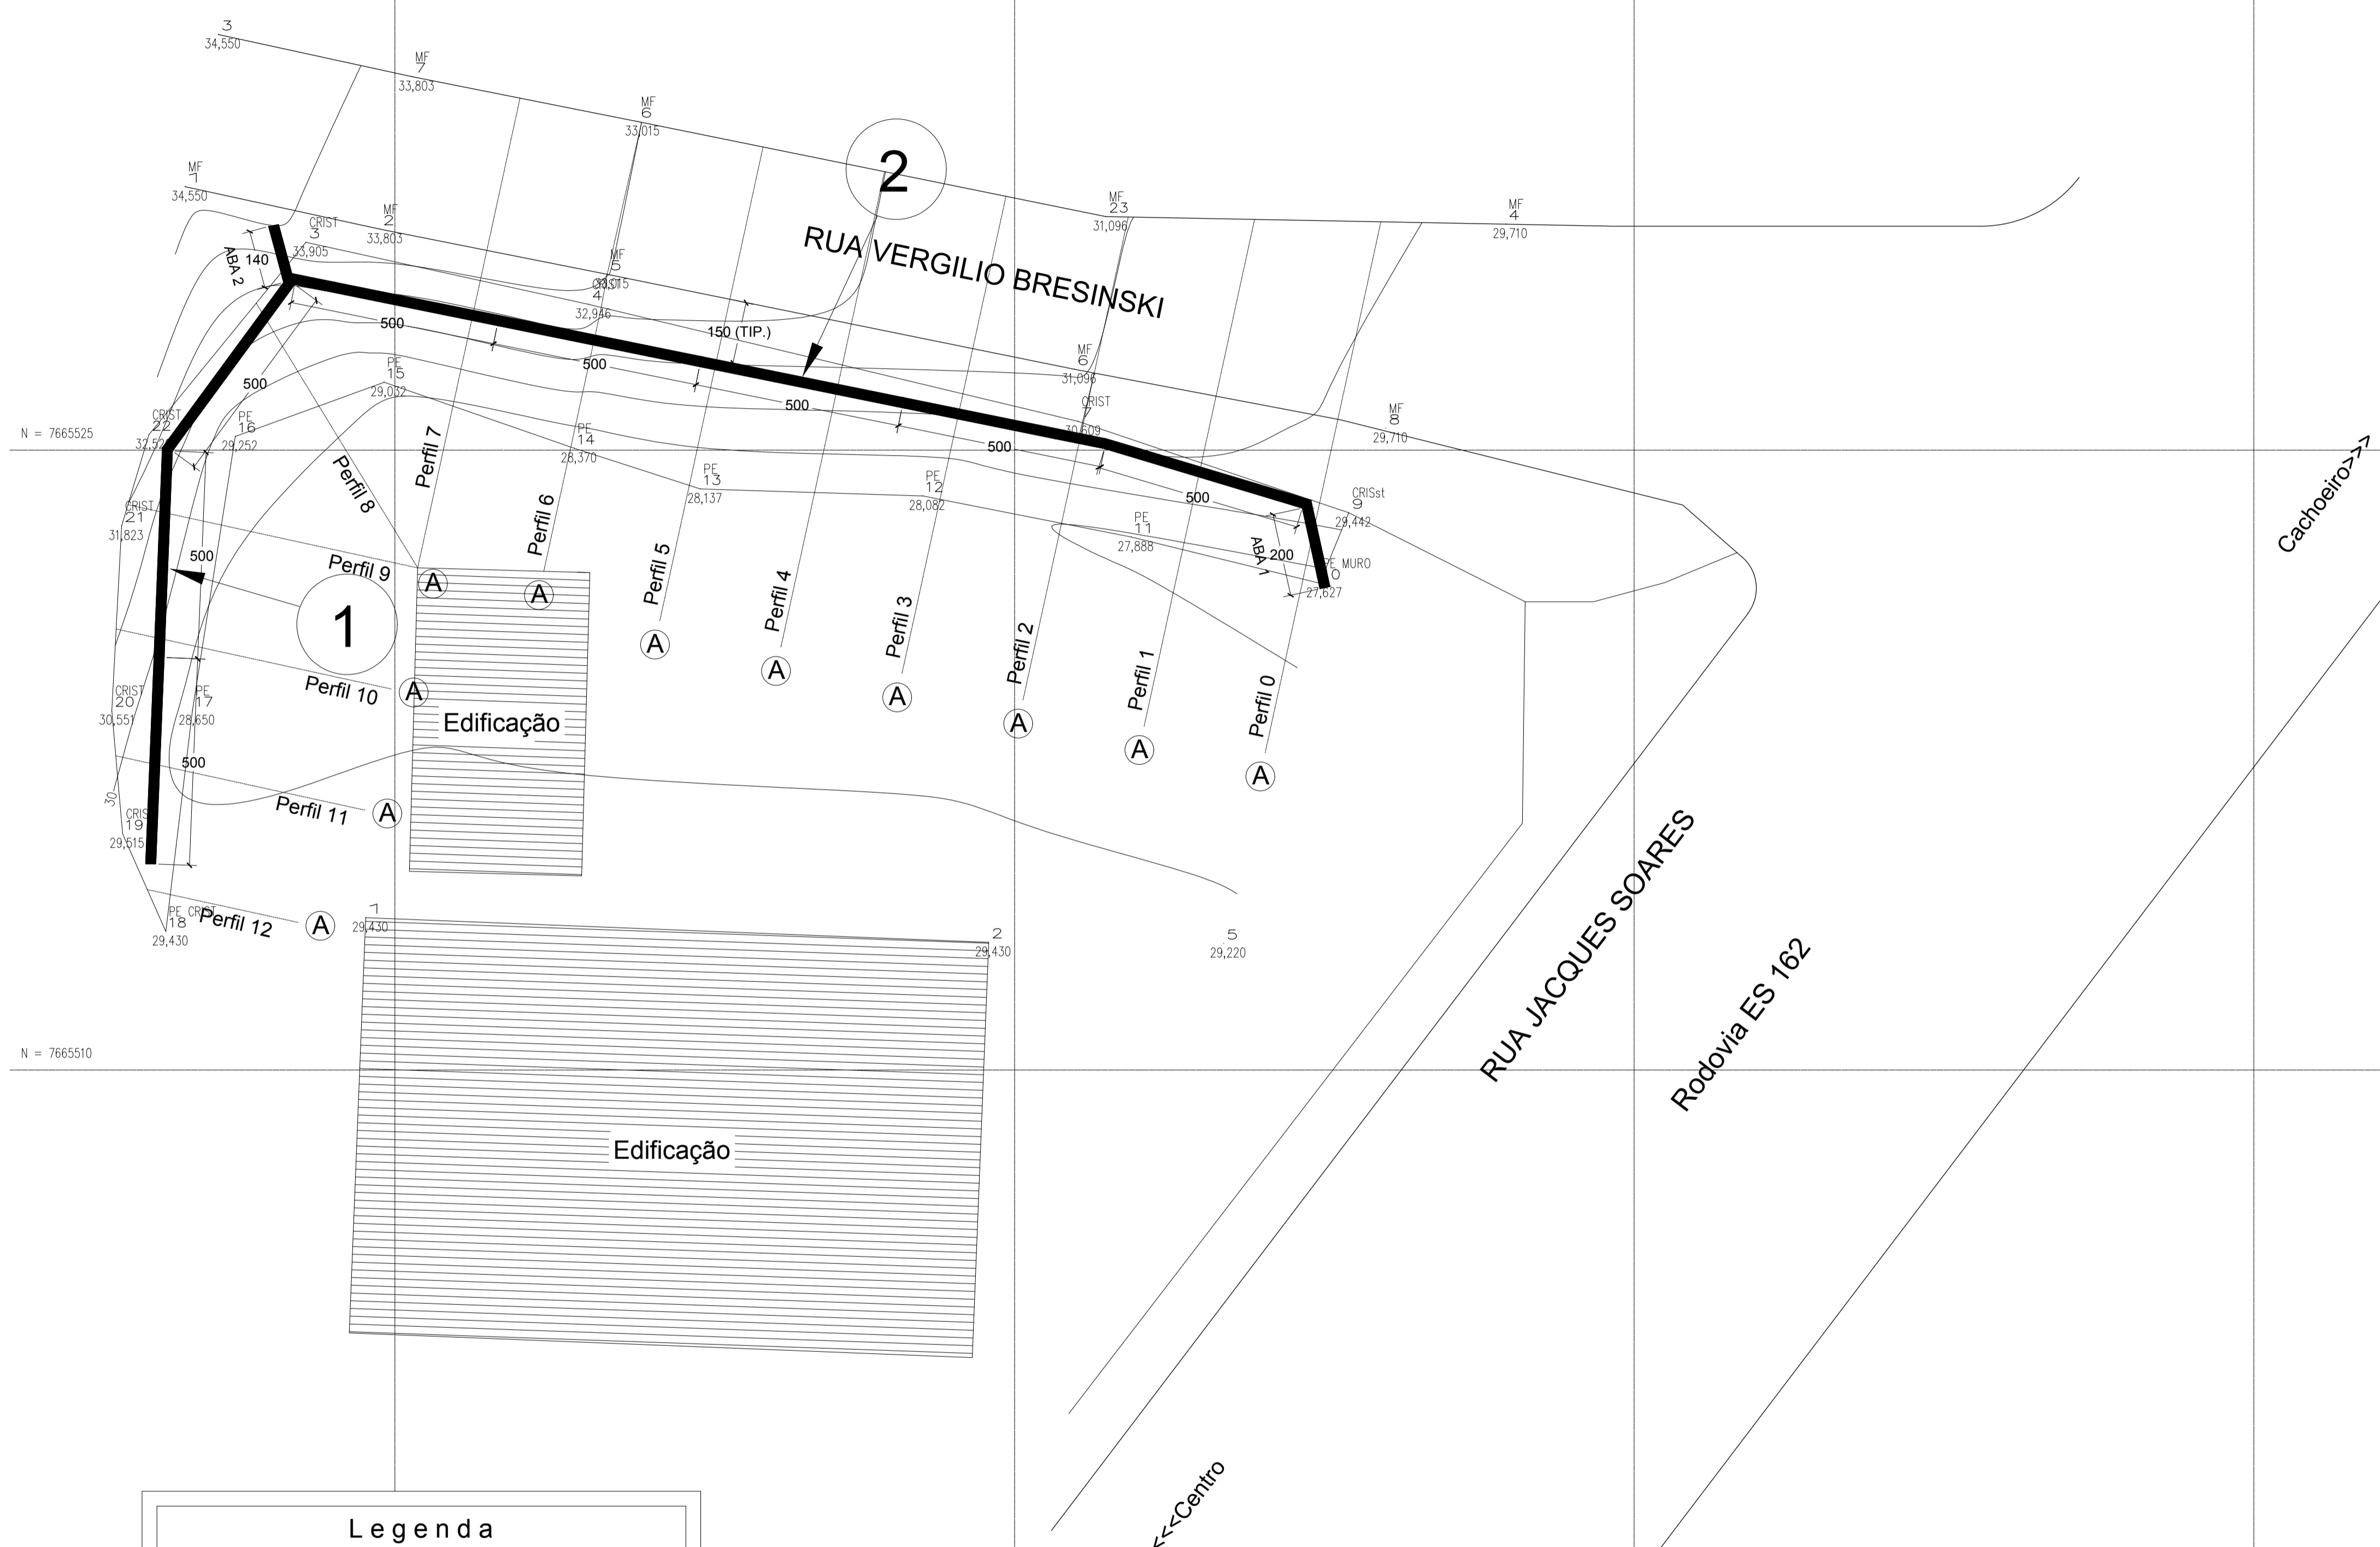 3
34,550
MF
7
33,803
MF
6
33,015
2
MF
1
34,550
MF
2
33,803
CRIST
3
33,905
ABA 2
140
MF
5
33,015
4
32,946
RUA VERGILIO BRESINSKI
MF
23
31,096
MF
4
29,710
500
150 (TIP.)
500
500
500
500
500
MF
6
31,096
CRIST
7
30,609
MF
8
29,710
Cachoeiro>>>
N = 7665525
CRIST
22
PE
16
29,252
PE
15
29,032
PE
14
28,370
PE
13
28,137
PE
12
28,082
PE
11
27,888
CRISst
9
29,442
ABA 1
200
PE MURO
0
27,627
CRIST
21
31,823
500
500
Perfil 8
Perfil 7
Perfil 6
Perfil 5
Perfil 4
Perfil 3
Perfil 2
Perfil 1
Perfil 0
Perfil 9
A
A
A
A
A
A
A
A
1
Perfil 10
A
CRIST
20
30,551
PE
17
28,650
Edificação
30
Perfil 11
A
CRIST
19
29,515
PE CRIST
18
29,430
Perfil 12
A
1
29,430
2
29,430
5
29,220
RUA JACQUES SOARES
Rodovia ES 162
N = 7665510
Edificação
<<<Centro
Legenda